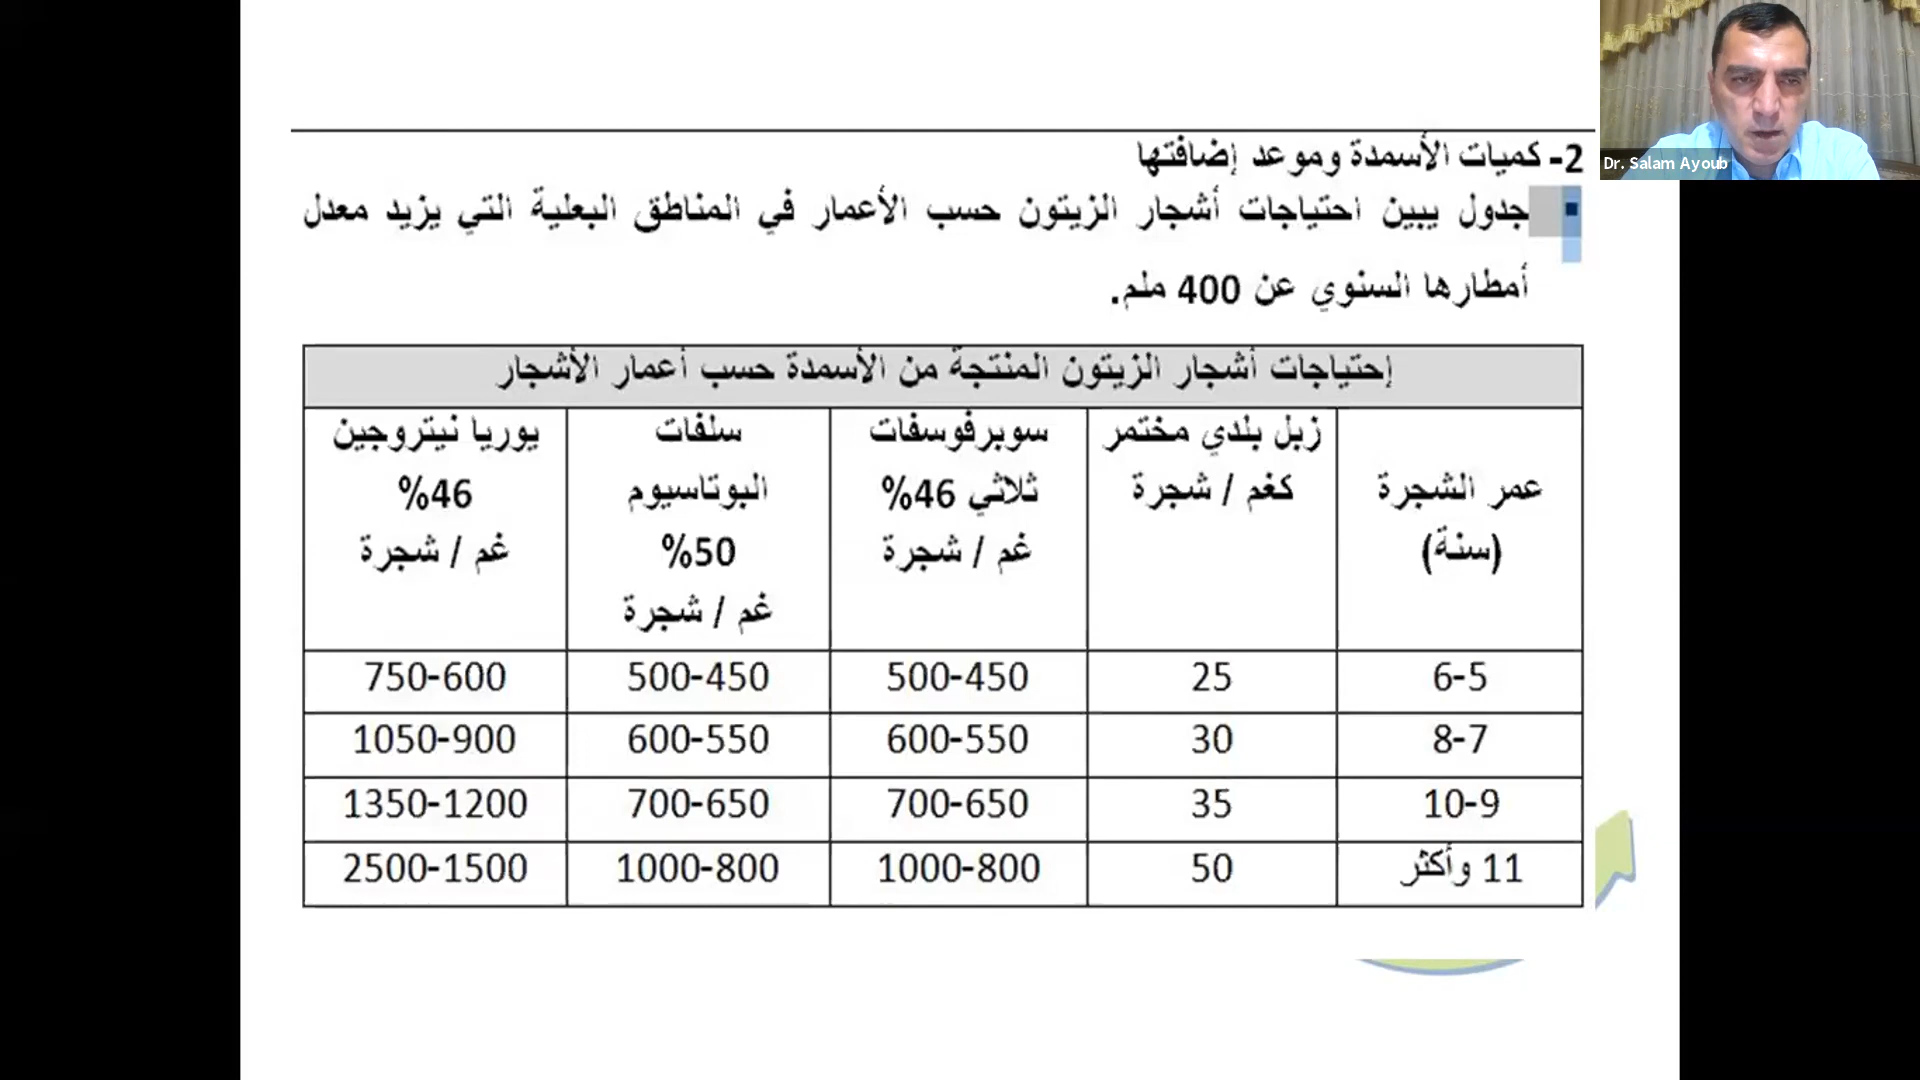 2- كميات الأسمدة وموعد إضافتها
جدول يبين احتياجات أشجار الزيتون حسب الأعمار في المناطق البعلية التي يزيد معدل
أمطارها السنوي عن 400 ملم.
إحتياجات أشجار الزيتون المنتجة من الأسمدة حسب أعمار الأشجار
عمر الشجرة
(سنة)
زبل بلدي مختمر
كغم / شجرة
سوبرفوسفات
ثلاثي 46%
غم / شجرة
سلفات
البوتاسيوم
50%
غم / شجرة
يوريا نيتروجين
46%
غم / شجرة
6-5 25 500-450 500-450 750-600
8-7 30 600-550 600-550 1050-900
10-9 35 700-650 700-650 1350-1200
11 وأكثر 50 1000-800 1000-800 2500-1500
Dr. Salam Ayoub